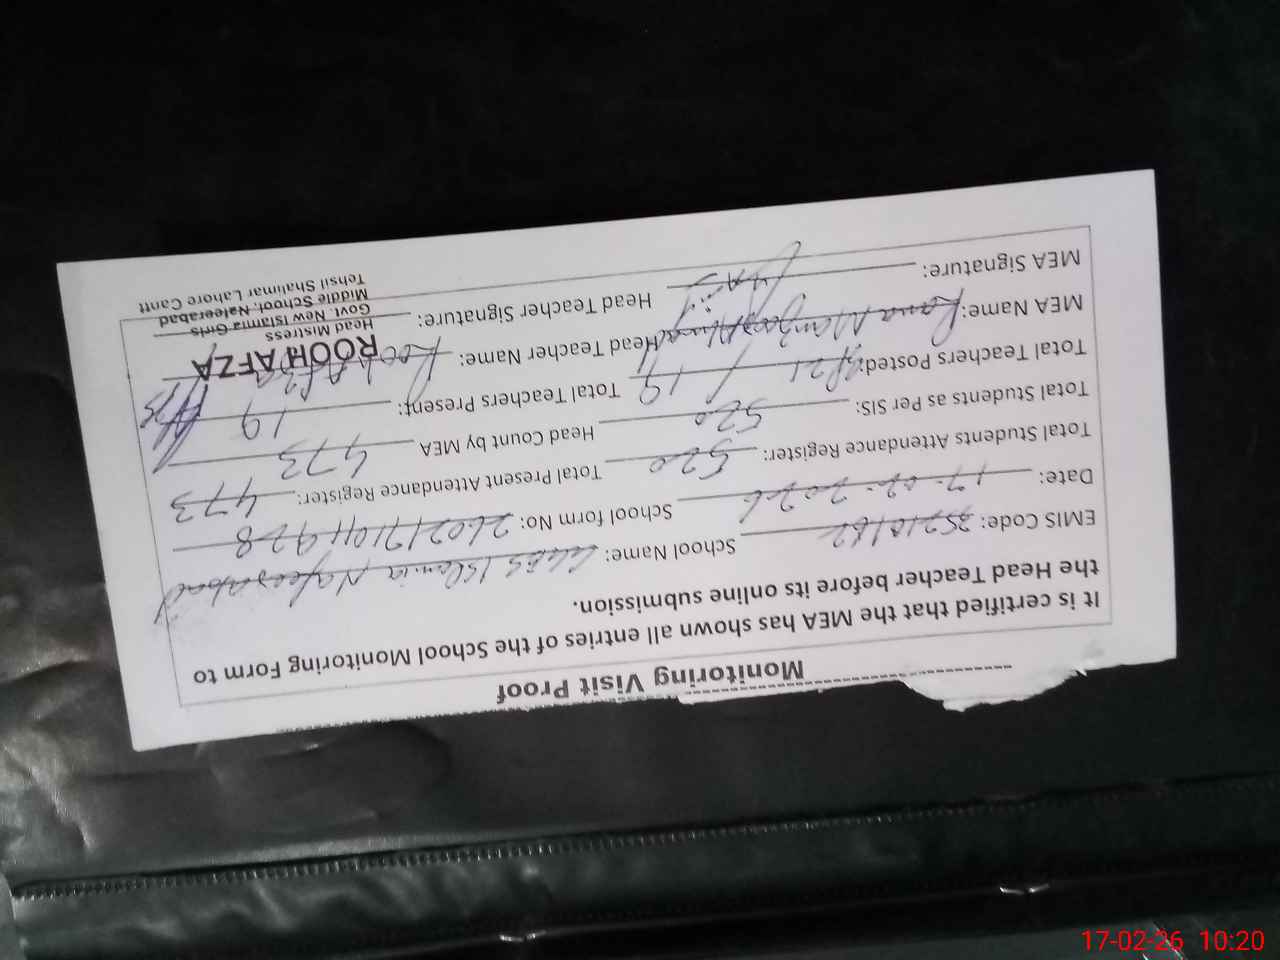 Monitoring Visit Proof
It is certified that the MEA has shown all entries of the School Monitoring Form to
the Head Teacher before its online submission.
EMIS Code: 35210182 School Name: GGES Islamia Nafeerabad
Date: 17-02-2026 School form No:
Total Students Attendance Register: 520 Total Present Attendance Register: 473
Total Students as Per SIS: 520 Head Count by MEA 473
Total Teachers Posted: 21 / 19 Total Teachers Present: 19
MEA Name: Rana Head Teacher Name: Rooh Afza
MEA Signature: Head Teacher Signature:
ROOH AFZA
Head Mistress
Govt. New Islamia Girls
Middle School, Nafeerabad
Tehsil Shalimar Lahore Cantt
17-02-26 10:20